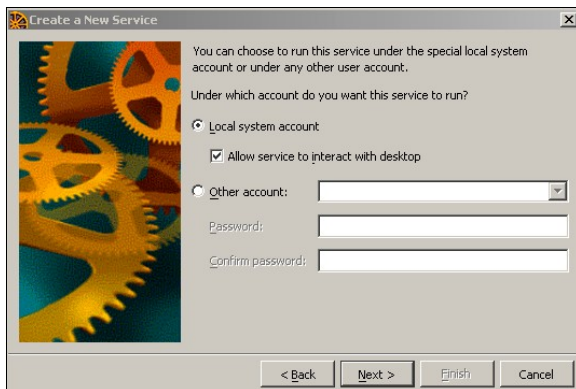 Create a New Service
You can choose to run this service under the special local system
account or under any other user account.
Under which account do you want this service to run?
Local system account
Allow service to interact with desktop
Other account:
Password:
Confirm password:
< Back
Next >
Finish
Cancel